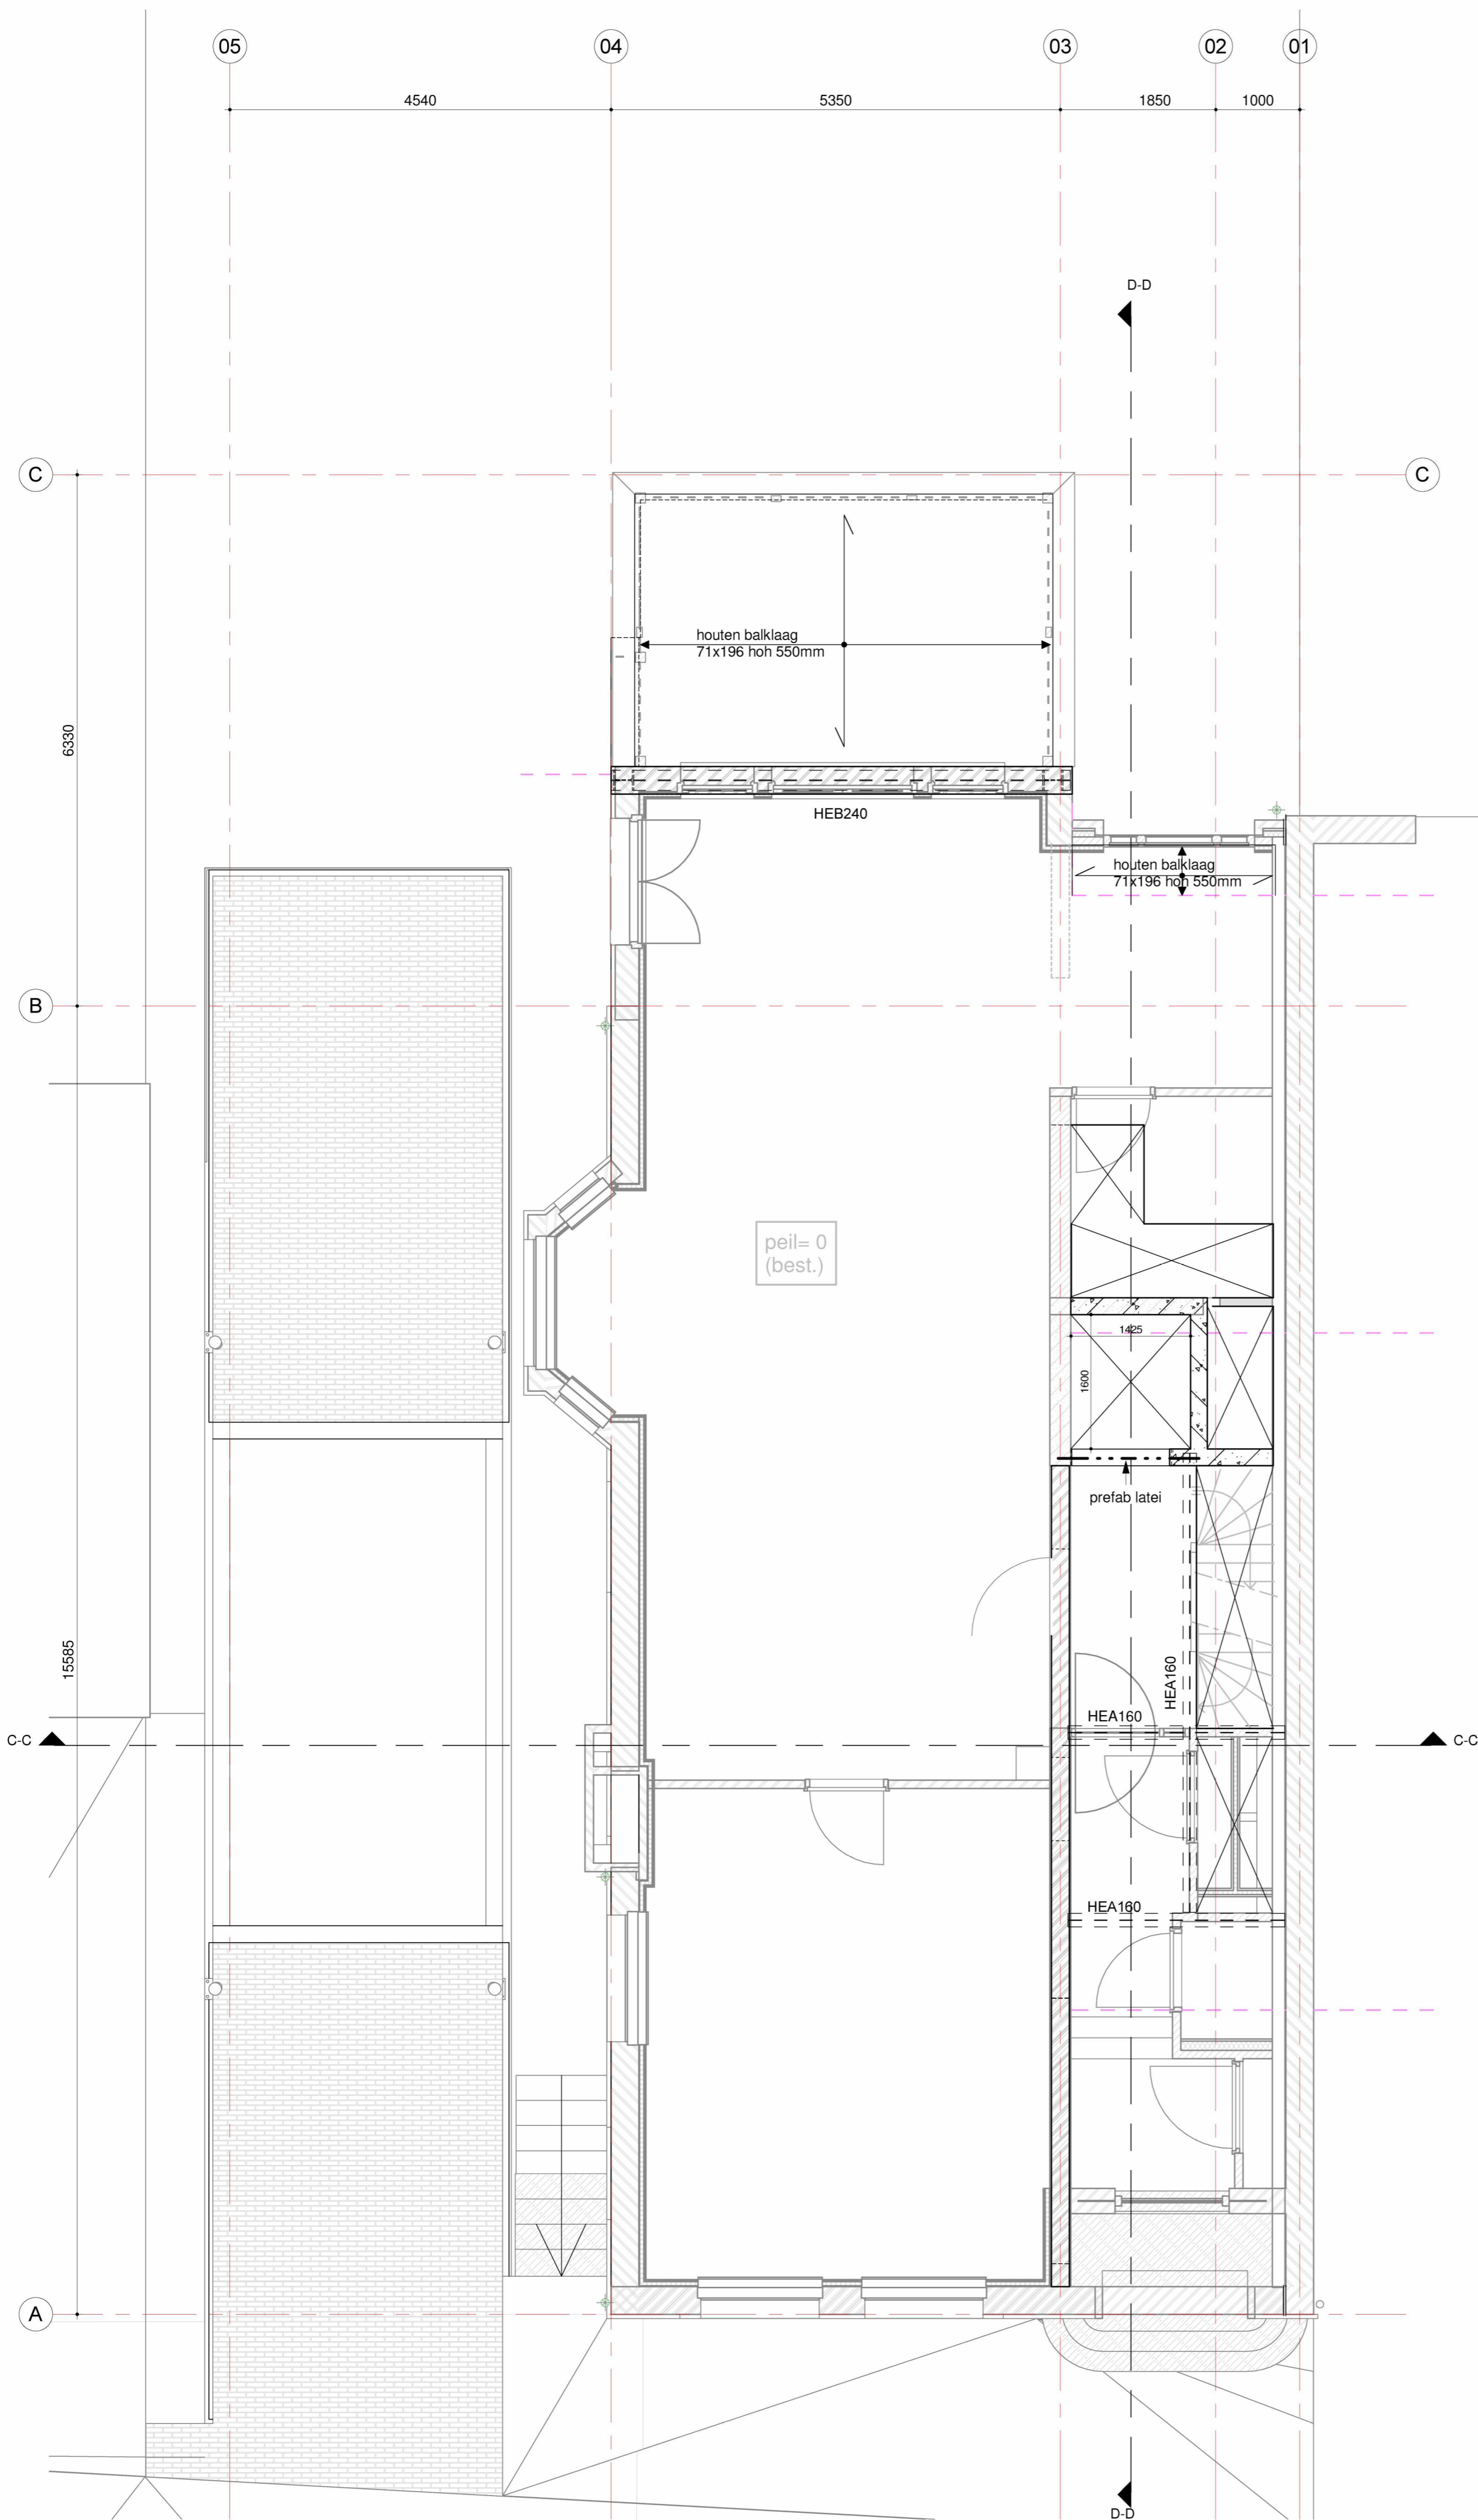 05
04
03
02
01
4540
5350
1850
1000
D-D
C
C
houten balklaag
71x196 hoh 550mm
6330
HEB240
houten balklaag
71x196 hoh 550mm
B
peil= 0
(best.)
1425
1600
prefab latei
15585
HEA160
HEA160
C-C
C-C
HEA160
A
D-D